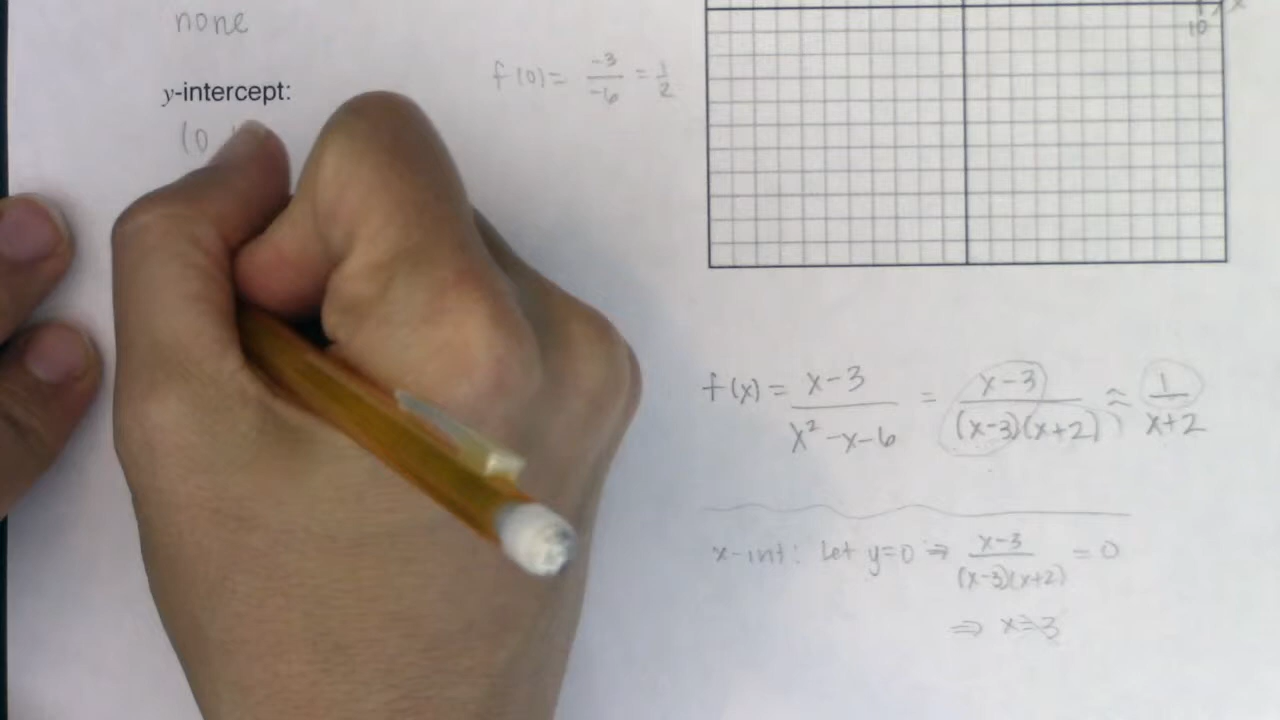 none
f(0) = -3/-6 = 1/2
y-intercept:
(0
10
x
f(x) = x-3/x²-x-6 = x-3/(x-3)(x+2) ≈ 1/x+2
x-int: Let y=0 ⇒ x-3/(x-3)(x+2) = 0
⇒ x=3